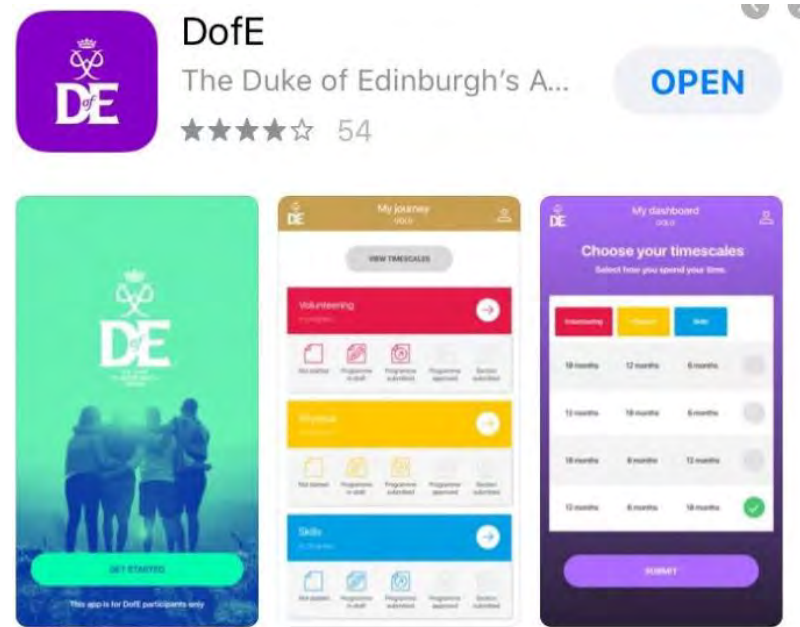 DofE
The Duke of Edinburgh's A...
OPEN
54
DofE
DofE
GET STARTED
This app is for DofE participants only
DofE
My journey
GOLD
VIEW TIMESCALES
Volunteering
Not started
Programme in draft
Programme submitted
Programme approved
Section submitted
Physical
Not started
Programme in draft
Programme submitted
Programme approved
Section submitted
Skills
Not started
Programme in draft
Programme submitted
Programme approved
Section submitted
DofE
My dashboard
GOLD
Choose your timescales
Select how you spend your time.
Volunteering Physical Skills
18 months 12 months 6 months
12 months 18 months 6 months
18 months 6 months 12 months
12 months 6 months 18 months
SUBMIT